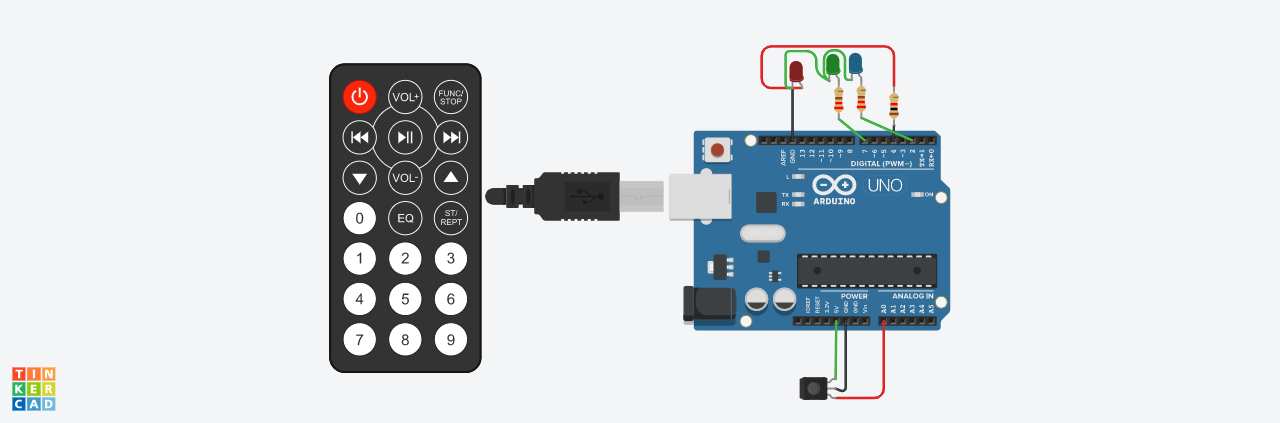 VOL+
FUNC/
STOP
VOL-
0
EQ
ST/
REPT
1
2
3
4
5
6
7
8
9
TIN
KER
CAD
AREF
GND
13
12
~11
~10
~9
8
7
~6
~5
4
~3
2
TX→1
RX←0
DIGITAL (PWM~)
L
TX
RX
ARDUINO
UNO
ON
POWER
ANALOG IN
IOREF
RESET
3.3V
5V
GND
GND
Vin
A0
A1
A2
A3
A4
A5